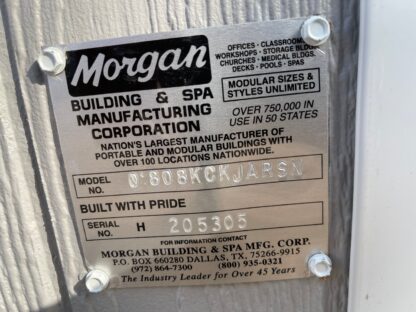 Morgan
OFFICES · CLASSROOMS
WORKSHOPS · STORAGE BLDG.
CHURCHES · MEDICAL BLDGS.
DECKS · POOLS · SPAS
MODULAR SIZES &
STYLES UNLIMITED
BUILDING & SPA
MANUFACTURING
CORPORATION
OVER 750,000 IN
USE IN 50 STATES
NATION'S LARGEST MANUFACTURER OF
PORTABLE AND MODULAR BUILDINGS WITH
OVER 100 LOCATIONS NATIONWIDE.
MODEL
NO.
BUILT WITH PRIDE
SERIAL
NO. H 205305
FOR INFORMATION CONTACT
MORGAN BUILDING & SPA MFG. CORP.
P.O. BOX 660280 DALLAS, TX. 75266-9915
(972) 864-7300 (800) 935-0321
The Industry Leader for Over 45 Years